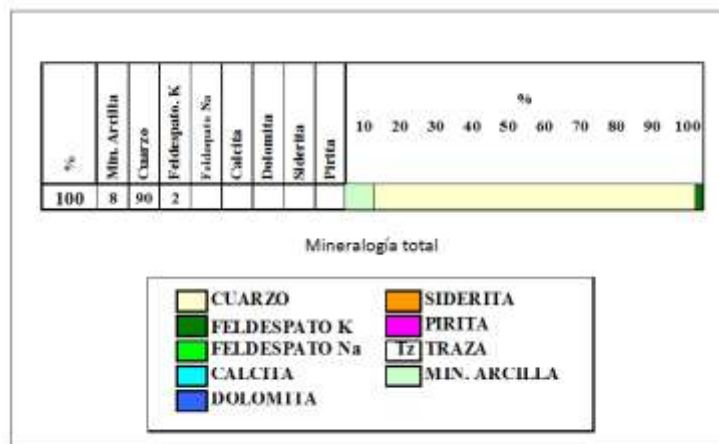 %
Min. Arcilla
Cuarzo
Feldespato. K
Feldespato Na
Calcita
Dolomita
Siderita
Pirita
%
10 20 30 40 50 60 70 80 90 100
100 8 90 2
Mineralogía total
CUARZO
FELDESPATO K
FELDESPATO Na
CALCITA
DOLOMITA
SIDERITA
PIRITA
Tz TRAZA
MIN. ARCILLA